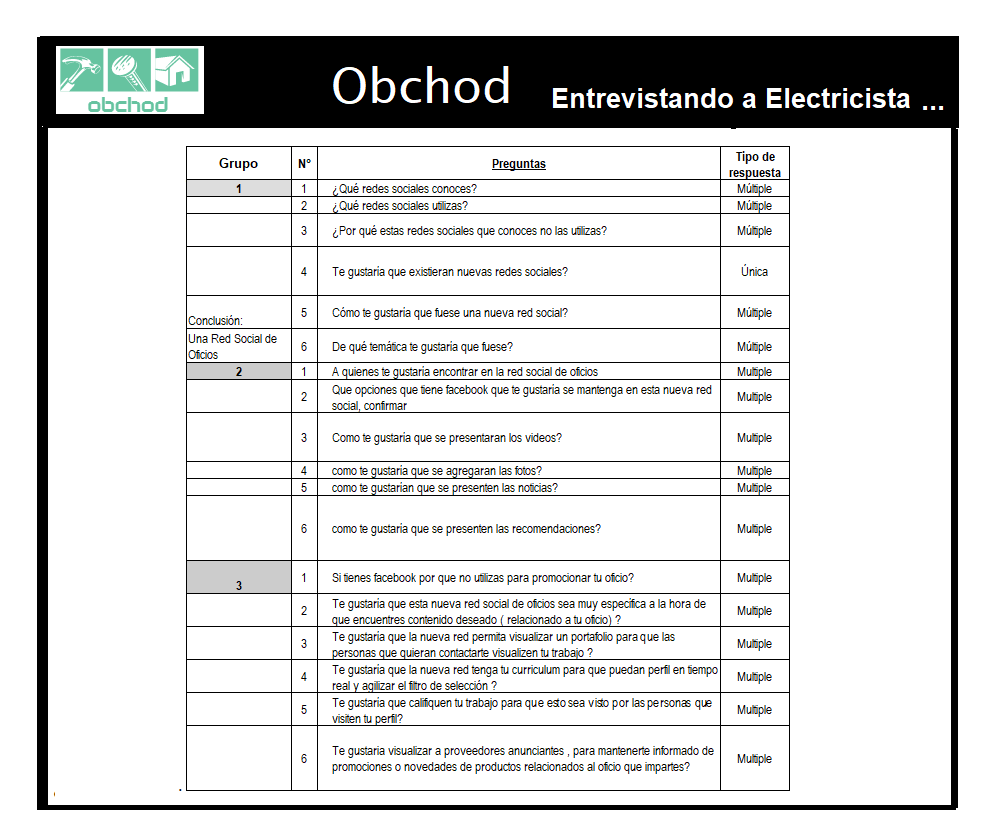 obchod
Obchod
Entrevistando a Electricista ...
Grupo Nº Preguntas Tipo de
respuesta
1 1 ¿Qué redes sociales conoces? Múltiple
2 ¿Qué redes sociales utilizas? Múltiple
3 ¿Por qué estas redes sociales que conoces no las utilizas? Múltiple
4 Te gustaría que existieran nuevas redes sociales? Única
Conclusión: 5 Cómo te gustaría que fuese una nueva red social? Múltiple
Una Red Social de
Oficios 6 De qué temática te gustaría que fuese? Múltiple
2 1 A quienes te gustaría encontrar en la red social de oficios Multiple
2 Que opciones que tiene facebook que te gustaría se mantenga en esta nueva red
social, confirmar Multiple
3 Como te gustaría que se presentaran los videos? Multiple
4 como te gustaría que se agregaran las fotos? Multiple
5 como te gustarían que se presenten las noticias? Multiple
6 como te gustaría que se presenten las recomendaciones? Multiple
3 1 Si tienes facebook por que no utilizas para promocionar tu oficio? Multiple
2 Te gustaría que esta nueva red social de oficios sea muy específica a la hora de
que encuentres contenido deseado ( relacionado a tu oficio) ? Multiple
3 Te gustaría que la nueva red permita visualizar un portafolio para que las
personas que quieran contactarte visualizen tu trabajo ? Multiple
4 Te gustaría que la nueva red tenga tu curriculum para que puedan perfil en tiempo
real y agilizar el filtro de selección ? Multiple
5 Te gustaría que califiquen tu trabajo para que esto sea visto por las personas que
visiten tu perfil? Multiple
6 Te gustaria visualizar a proveedores anunciantes , para mantenerte informado de
promociones o novedades de productos relacionados al oficio que impartes? Multiple